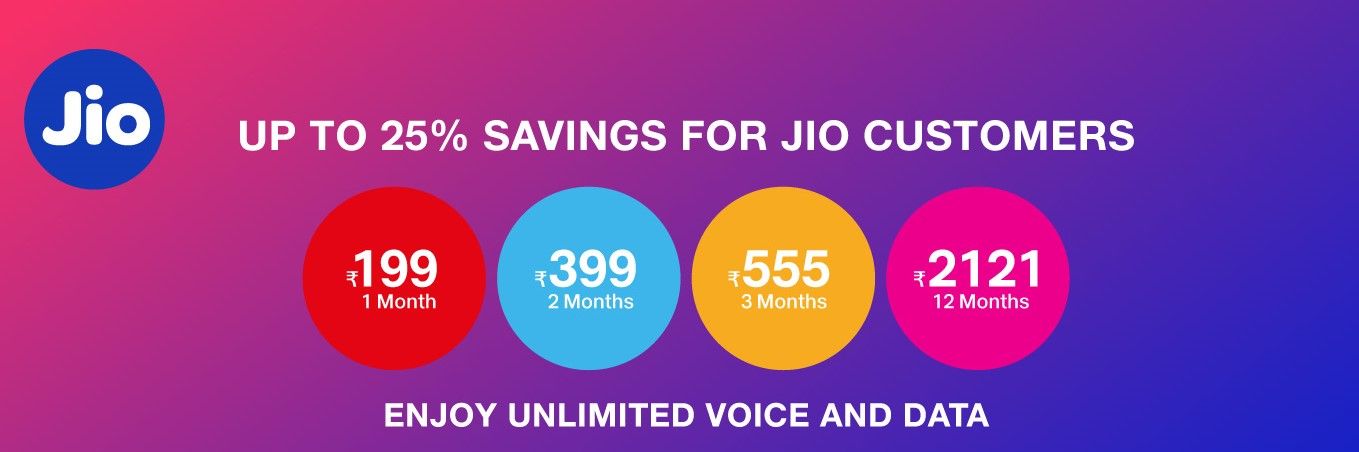 Jio
UP TO 25% SAVINGS FOR JIO CUSTOMERS
₹199
1 Month
₹399
2 Months
₹555
3 Months
₹2121
12 Months
ENJOY UNLIMITED VOICE AND DATA